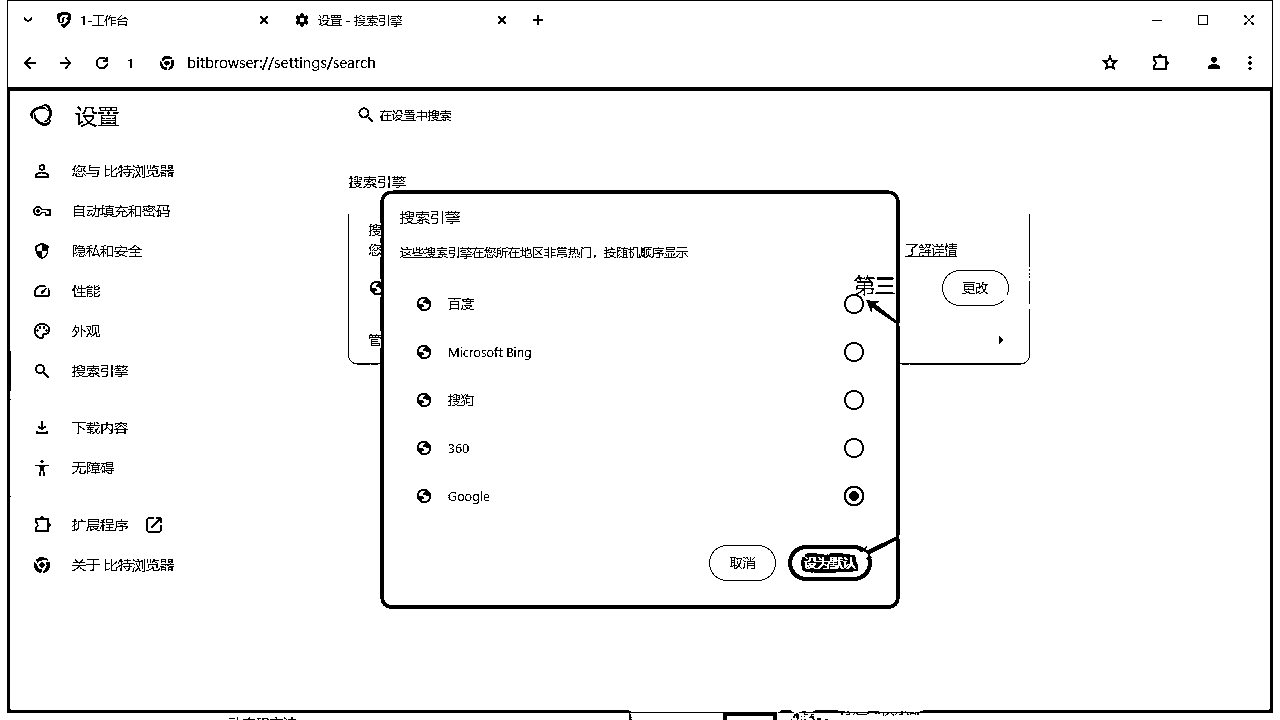 1-工作台
设置 - 搜索引擎
1
bitbrowser://settings/search
设置
在设置中搜索
您与 比特浏览器
自动填充和密码
隐私和安全
性能
外观
搜索引擎
下载内容
无障碍
扩展程序
关于 比特浏览器
搜索引擎
搜
您
了解详情
更改
管
搜索引擎
这些搜索引擎在您所在地区非常热门，按随机顺序显示
第三
百度
Microsoft Bing
搜狗
360
Google
取消
设为默认